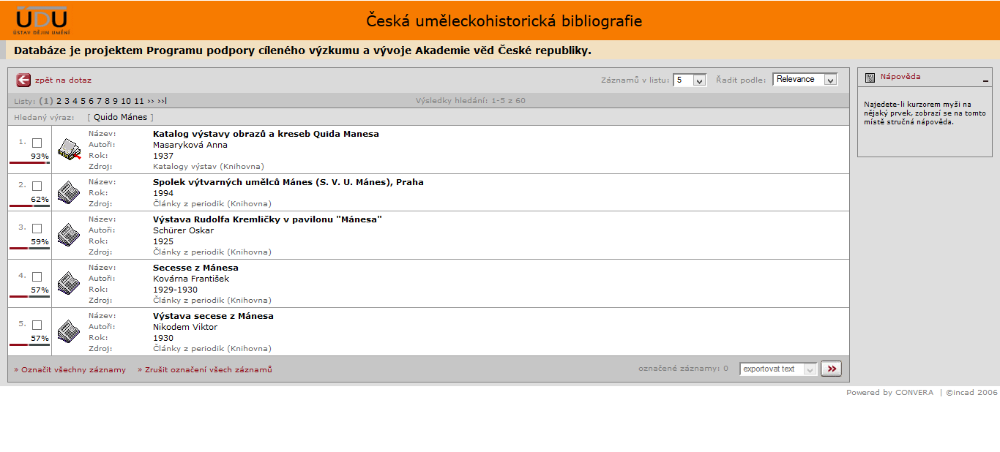 ÚDU
ÚSTAV DĚJIN UMĚNÍ
Česká uměleckohistorická bibliografie
Databáze je projektem Programu podpory cíleného výzkumu a vývoje Akademie věd České republiky.
zpět na dotaz
Záznamů v listu: 5 Řadit podle: Relevance
Listy: (1) 2 3 4 5 6 7 8 9 10 11 >> >>|
Výsledky hledání: 1-5 z 60
Hledaný výraz: [ Quido Mánes ]
1. 93%
Název: Katalog výstavy obrazů a kreseb Quida Manesa
Autoři: Masaryková Anna
Rok: 1937
Zdroj: Katalogy výstav (Knihovna)
2. 62%
Název: Spolek výtvarných umělců Mánes (S. V. U. Mánes), Praha
Rok: 1994
Zdroj: Články z periodik (Knihovna)
3. 59%
Název: Výstava Rudolfa Kremličky v pavilonu "Mánesa"
Autoři: Schürer Oskar
Rok: 1925
Zdroj: Články z periodik (Knihovna)
4. 57%
Název: Secesse z Mánesa
Autoři: Kovárna František
Rok: 1929-1930
Zdroj: Články z periodik (Knihovna)
5. 57%
Název: Výstava secese z Mánesa
Autoři: Nikodem Viktor
Rok: 1930
Zdroj: Články z periodik (Knihovna)
» Označit všechny záznamy » Zrušit označení všech záznamů
označené záznamy: 0 exportovat text
Nápověda
Najedete-li kurzorem myši na
nějaký prvek, zobrazí se na tomto
místě stručná nápověda.
Powered by CONVERA | ©incad 2006